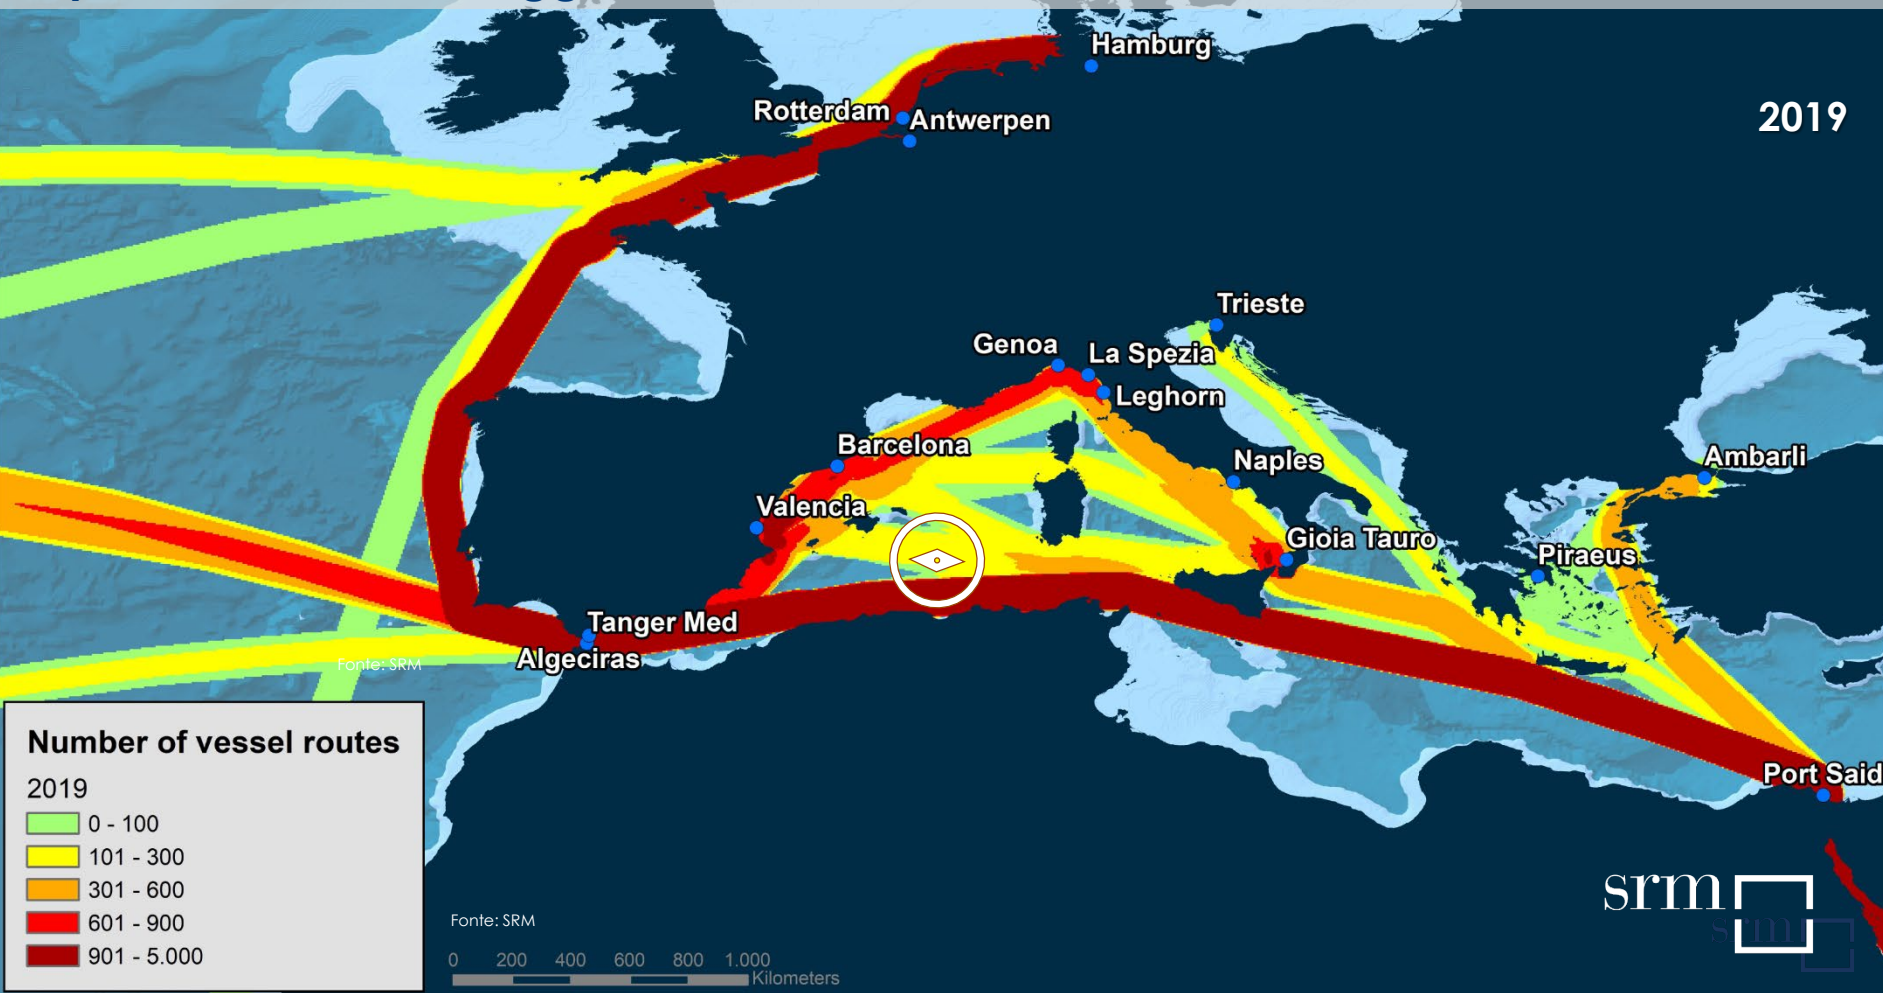 Hamburg
Rotterdam
Antwerpen
2019
Trieste
Genoa
La Spezia
Leghorn
Barcelona
Naples
Ambarli
Valencia
Gioia Tauro
Piraeus
Tanger Med
Algeciras
Fonte: SRM
Port Said
Number of vessel routes
2019
0 - 100
101 - 300
301 - 600
601 - 900
901 - 5.000
Fonte: SRM
0 200 400 600 800 1.000
Kilometers
srm
srm